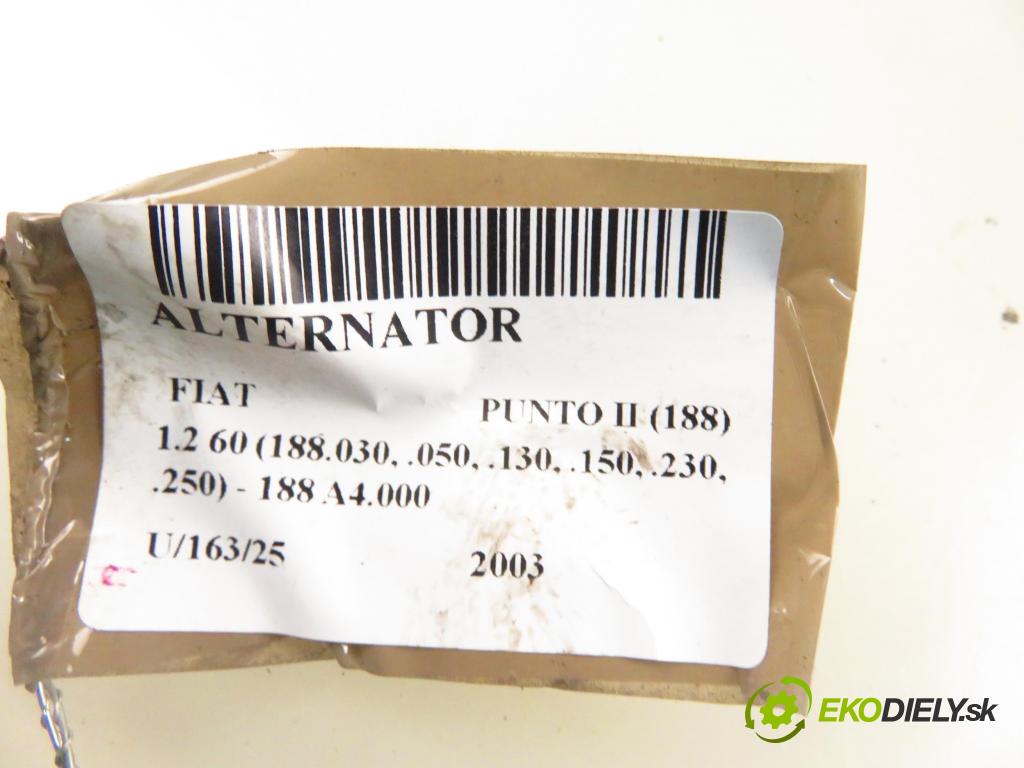 ALTERNATOR
FIAT PUNTO II (188)
1.2 60 (188.030, .050, .130, .150, .230,
.250) - 188 A4.000
U/163/25 2003
EKODIELY.sk